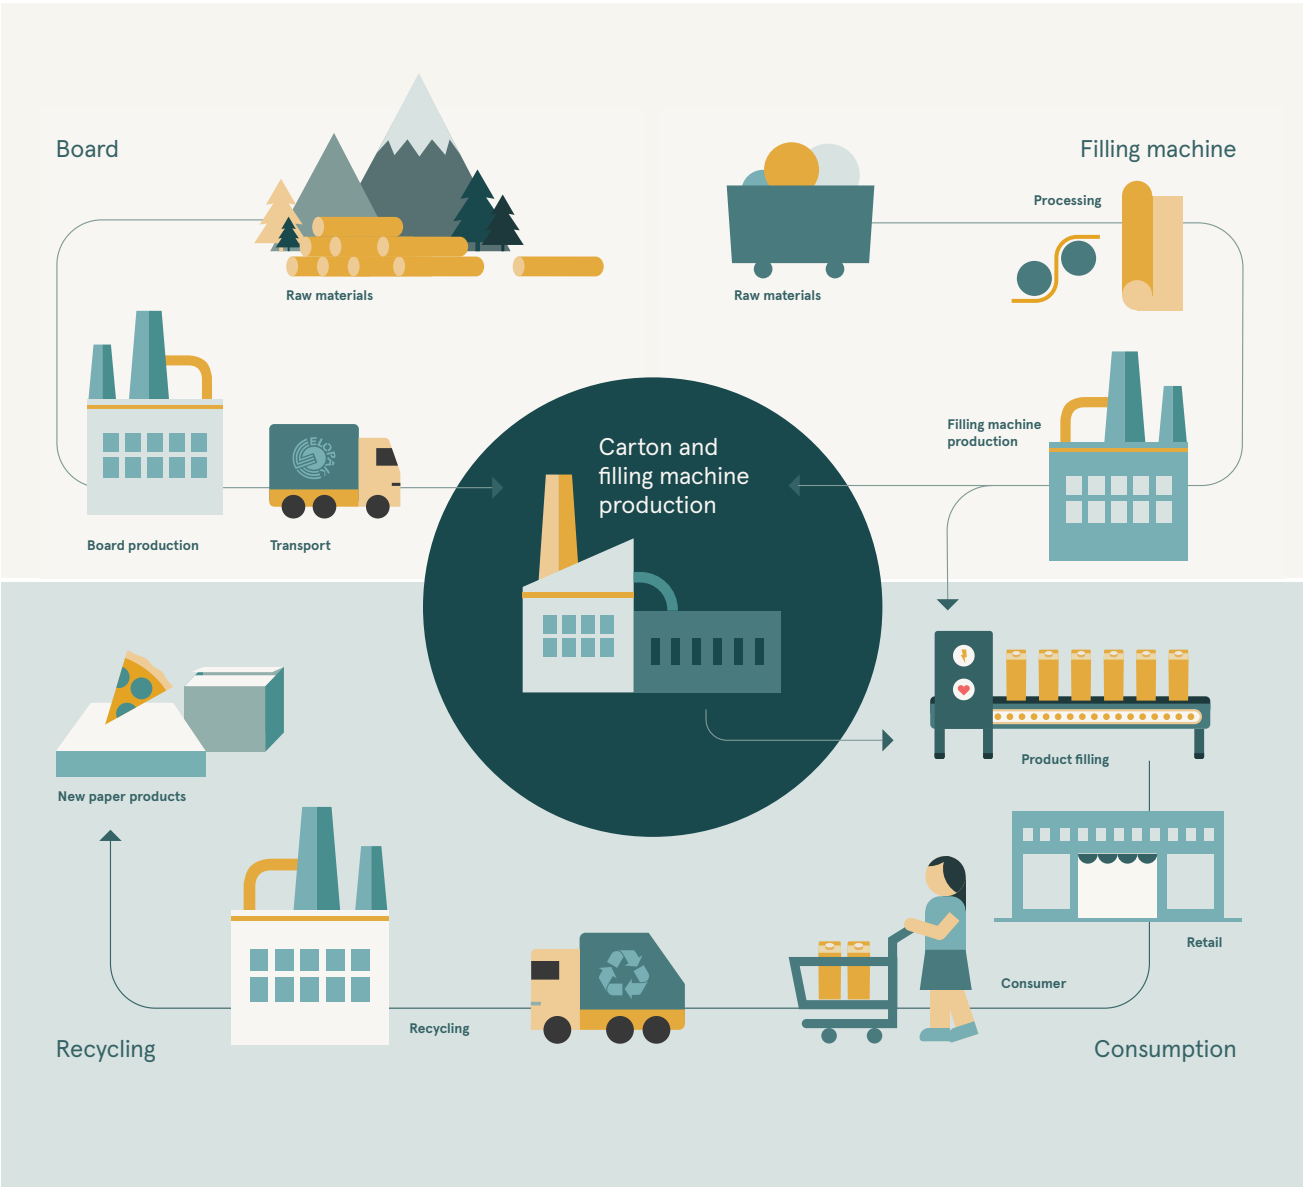 Board
Filling machine
Processing
Raw materials
Raw materials
Filling machine
production
ELOPAK
Carton and
filling machine
production
Board production
Transport
Product filling
New paper products
Retail
Consumer
Recycling
Recycling
Consumption